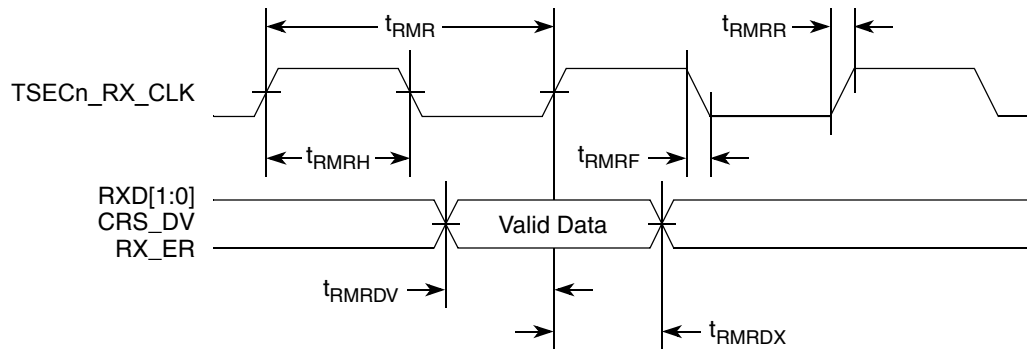 tRMR
tRMRR
TSECn_RX_CLK
tRMRH
tRMRF
RXD[1:0]
CRS_DV
Valid Data
RX_ER
tRMRDV
tRMRDX